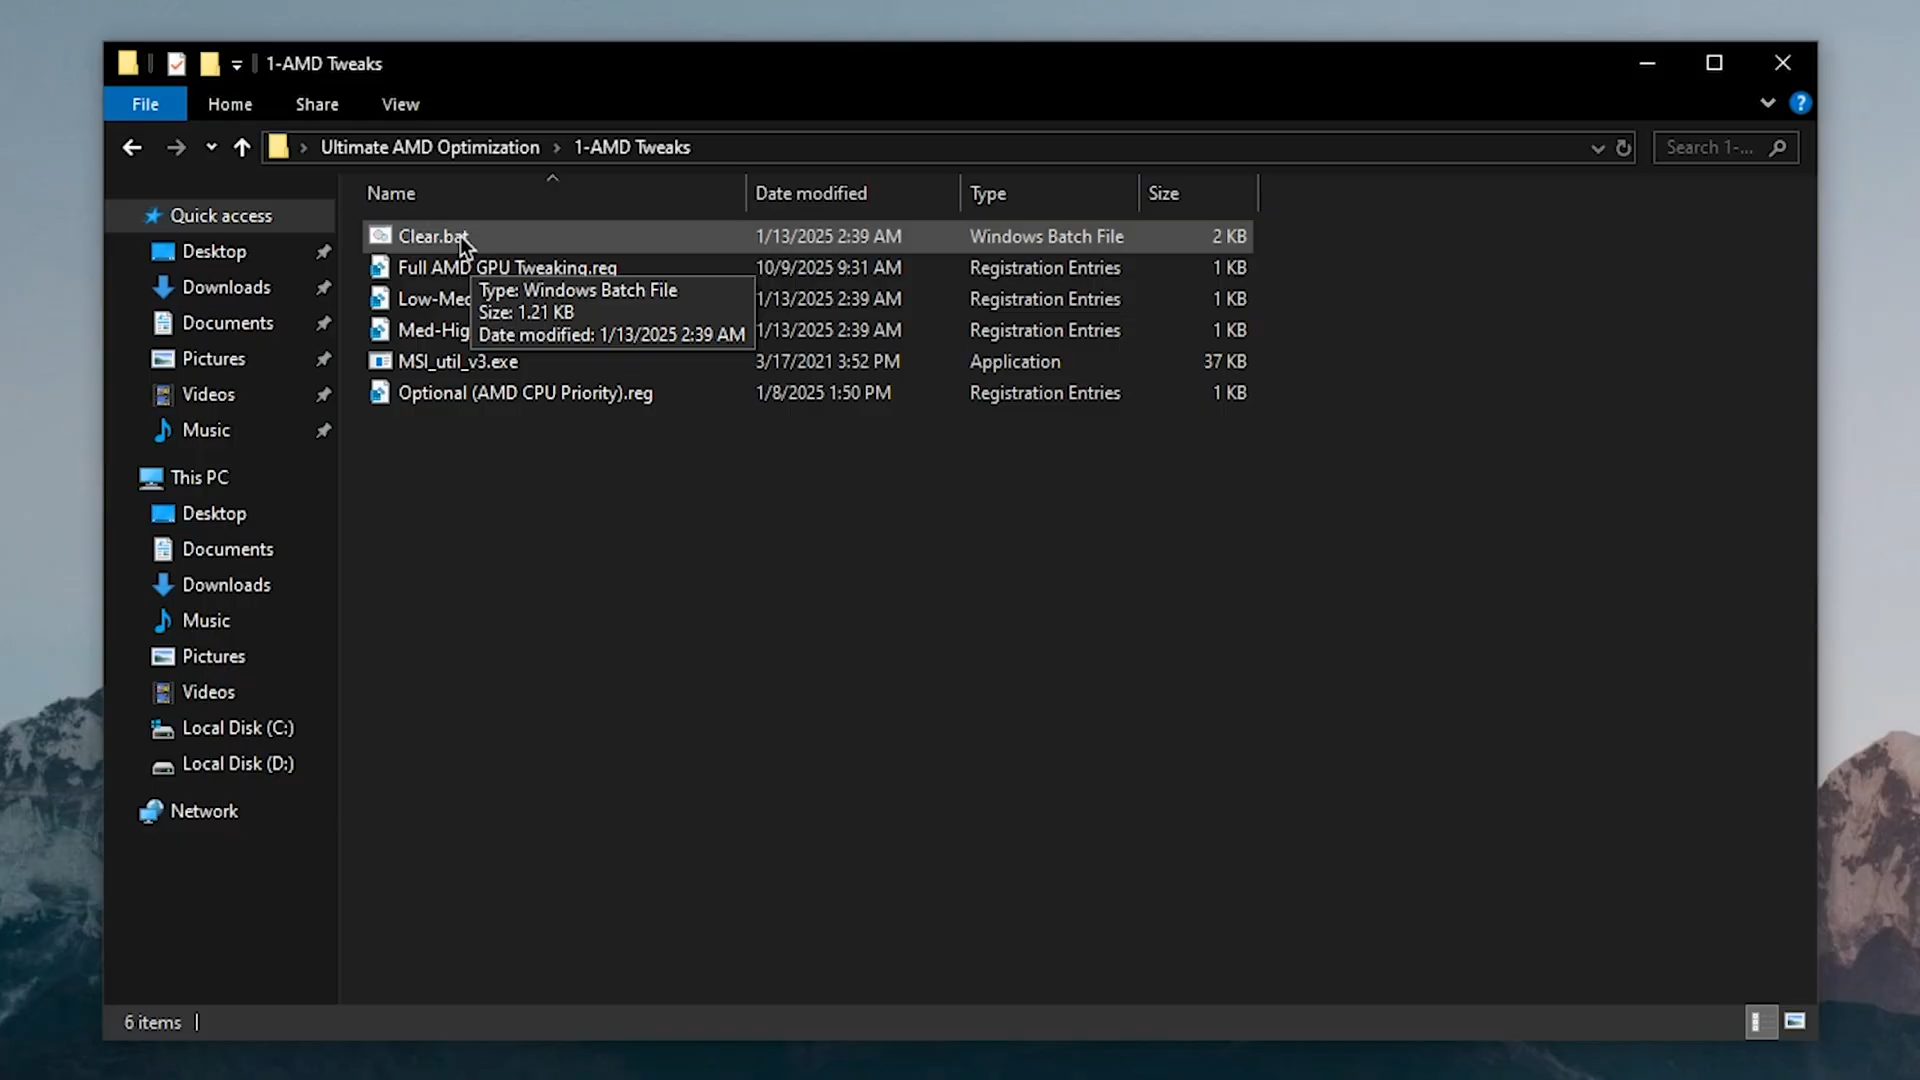 1-AMD Tweaks
File Home Share View
Ultimate AMD Optimization > 1-AMD Tweaks
Search 1-...
Name Date modified Type Size
Clear.bat 1/13/2025 2:39 AM Windows Batch File 2 KB
Full AMD GPU Tweaking.reg 10/9/2025 9:31 AM Registration Entries 1 KB
Low-Med 1/13/2025 2:39 AM Registration Entries 1 KB
Med-Hig 1/13/2025 2:39 AM Registration Entries 1 KB
MSI_util_v3.exe 3/17/2021 3:52 PM Application 37 KB
Optional (AMD CPU Priority).reg 1/8/2025 1:50 PM Registration Entries 1 KB
Type: Windows Batch File
Size: 1.21 KB
Date modified: 1/13/2025 2:39 AM
Quick access
Desktop
Downloads
Documents
Pictures
Videos
Music
This PC
Desktop
Documents
Downloads
Music
Pictures
Videos
Local Disk (C:)
Local Disk (D:)
Network
6 items